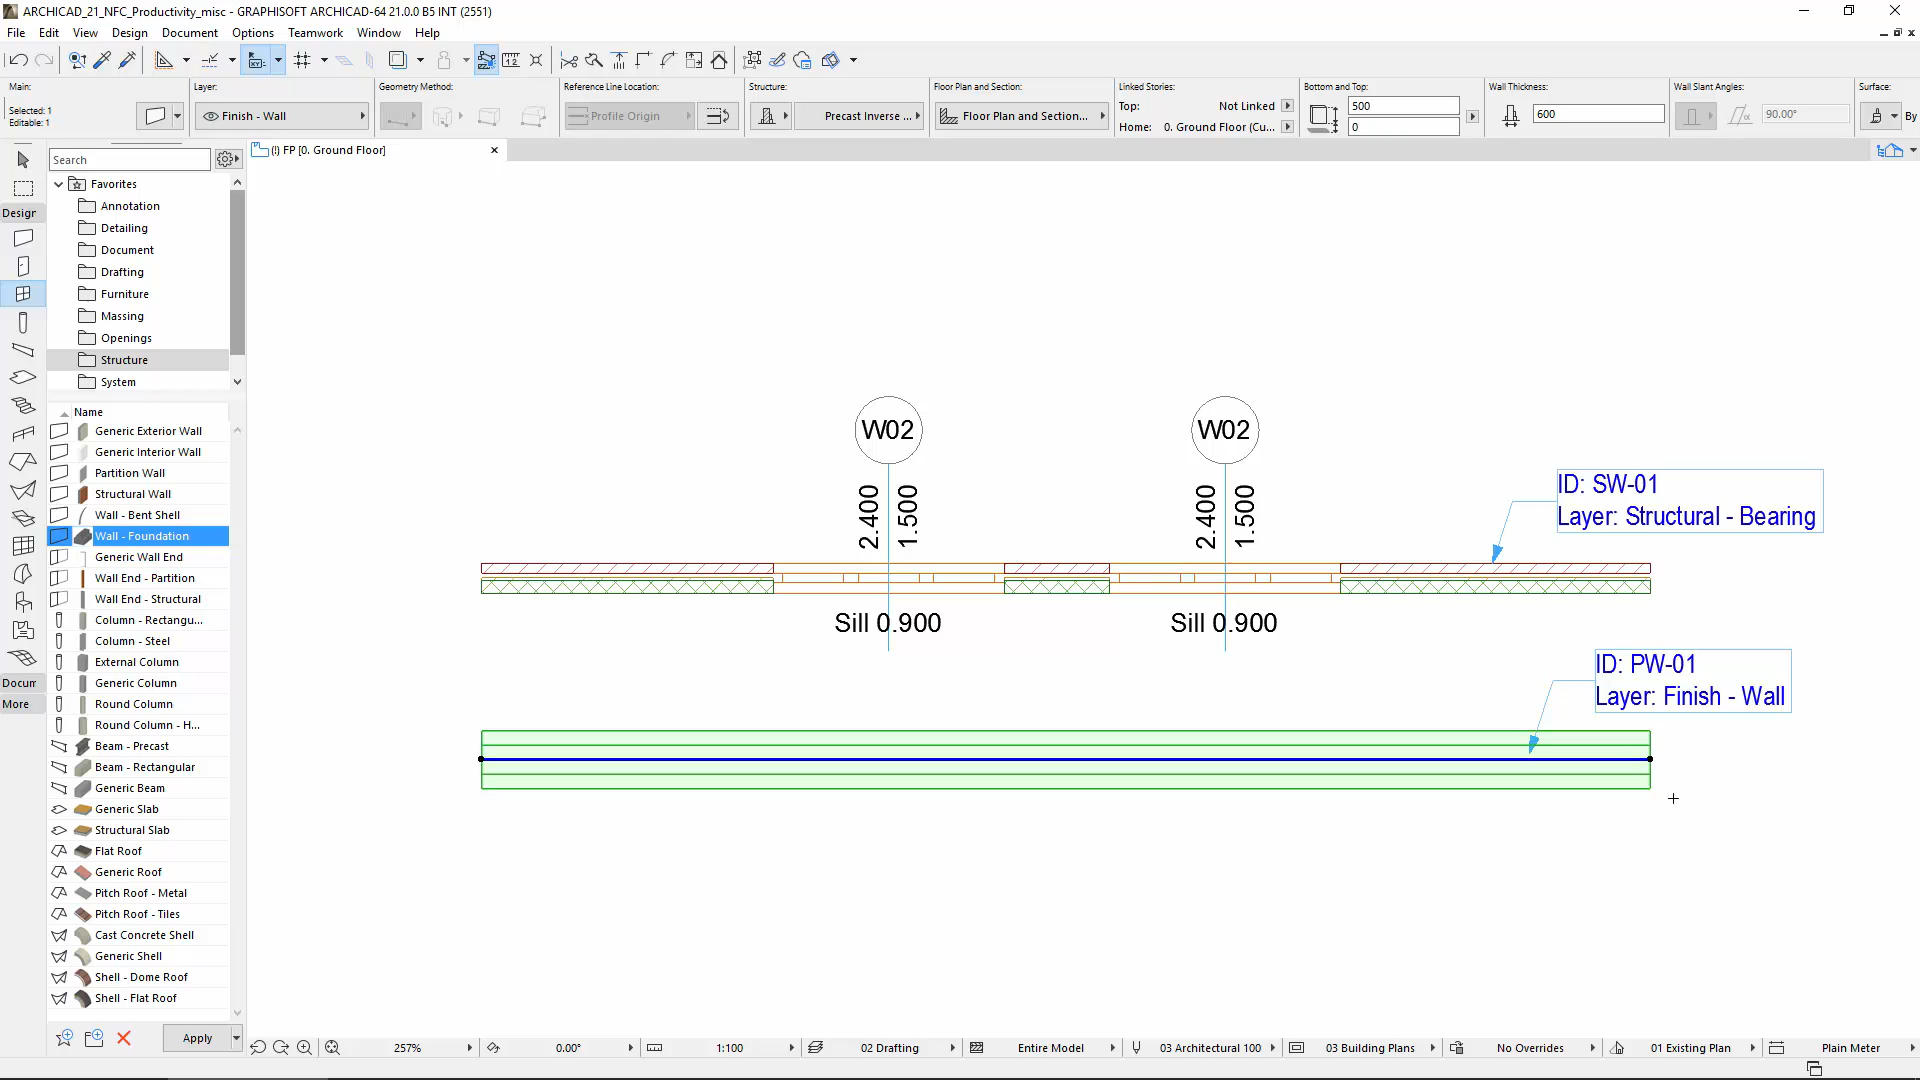 ARCHICAD_21_NFC_Productivity_misc - GRAPHISOFT ARCHICAD-64 21.0.0 B5 INT (2551)
File Edit View Design Document Options Teamwork Window Help
Main: Layer: Geometry Method: Reference Line Location: Structure: Floor Plan and Section: Linked Stories: Bottom and Top: Wall Thickness: Wall Slant Angles: Surface:
Selected: 1
Editable: 1
Finish - Wall
Profile Origin
Precast Inverse ...
Floor Plan and Section...
Top: Not Linked
Home: 0. Ground Floor (Cu...
500
0
600
90.00°
By
Search
(!) FP [0. Ground Floor]
Design
Docum
More
Favorites
Annotation
Detailing
Document
Drafting
Furniture
Massing
Openings
Structure
System
Name
Generic Exterior Wall
Generic Interior Wall
Partition Wall
Structural Wall
Wall - Bent Shell
Wall - Foundation
Generic Wall End
Wall End - Partition
Wall End - Structural
Column - Rectangu...
Column - Steel
External Column
Generic Column
Round Column
Round Column - H...
Beam - Precast
Beam - Rectangular
Generic Beam
Generic Slab
Structural Slab
Flat Roof
Generic Roof
Pitch Roof - Metal
Pitch Roof - Tiles
Cast Concrete Shell
Generic Shell
Shell - Dome Roof
Shell - Flat Roof
Apply
W02
2.400
1.500
Sill 0.900
W02
2.400
1.500
Sill 0.900
ID: SW-01
Layer: Structural - Bearing
ID: PW-01
Layer: Finish - Wall
257% 0.00° 1:100 02 Drafting Entire Model 03 Architectural 100 03 Building Plans No Overrides 01 Existing Plan Plain Meter